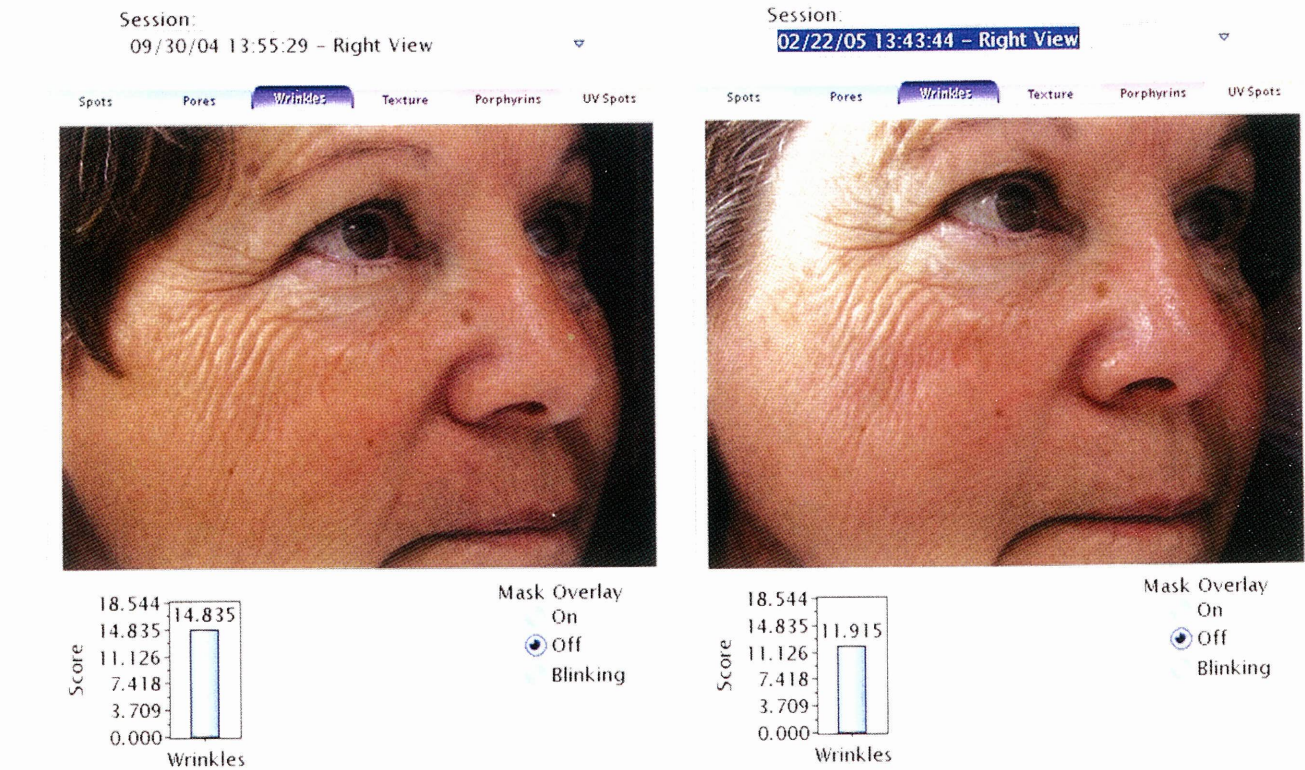 Session:
09/30/04 13:55:29 – Right View
Spots Pores Wrinkles Texture Porphyrins UV Spots
18.544
14.835
11.126
7.418
3.709
0.000
14.835
Score
Wrinkles
Mask Overlay
On
Off
Blinking
Session:
02/22/05 13:43:44 – Right View
Spots Pores Wrinkles Texture Porphyrins UV Spots
18.544
14.835
11.126
7.418
3.709
0.000
11.915
Score
Wrinkles
Mask Overlay
On
Off
Blinking